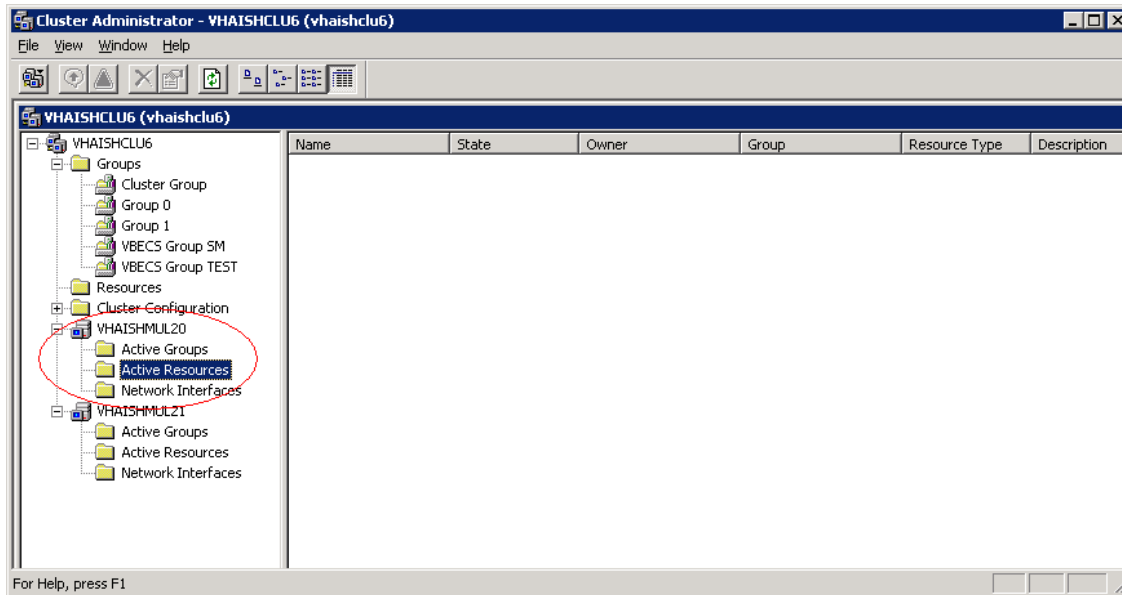 Cluster Administrator - VHAISHCLU6 (vhaishclu6)
File View Window Help
VHAISHCLU6 (vhaishclu6)
VHAISHCLU6
Groups
Cluster Group
Group 0
Group 1
VBECS Group SM
VBECS Group TEST
Resources
Cluster Configuration
VHAISHMUL20
Active Groups
Active Resources
Network Interfaces
VHAISHMUL21
Active Groups
Active Resources
Network Interfaces
Name State Owner Group Resource Type Description
For Help, press F1